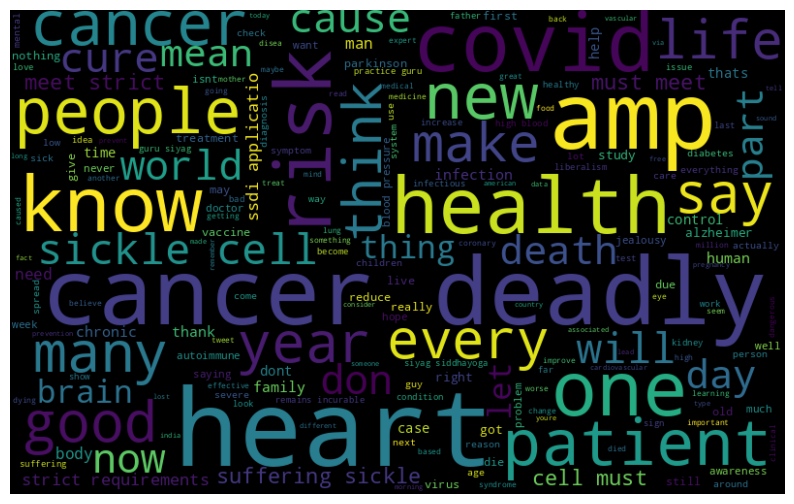 cancer
cause
covid
life
cure
mean
meet strict
people
risk
think
new
amp
make
must meet
part
world
know
health
say
sickle cell
thing
death
cancer deadly
year
every
many
brain
will
day
don
let
one
good
now
heart
patient
body
family
suffering sickle
cell must
strict requirements
ssdi applicatio
today
father
first
back
vascular
mental
check
disea
want
man
expert
via
nothing
love
isnt
mother
maybe
parkinson
practice guru
help
issue
thats
going
read
medical
great
healthy
tell
idea
present
treatment
diagnosis
medicine
food
sound
low
system
use
increase
high blood
last
long
sick
guru siyag
give
symptom
lot
study
diabetes
free
time
never
another
treat
mind
blood pressure
infection
care
everything
may
doctor
bad
way
infectious
american
data
liberalism
control
alzheimer
caused
vaccine
getting
lung
something
become
jealousy
actually
fact
made
remember
coronary
million
human
need
children
test
pregnancy
spread
come
live
reduce
really
due
eye
dangerous
believe
consider
hope
country
work
seem
week
chronic
thank
tweet
associated
kidney
well
prevention
someone
person
show
autoimmune
dont
siyag siddhayoga
improve
load
high
far
saying
guy
right
cardiovascular
dying
effective
worse
learning
severe
remains incurable
condition
problem
change
type
old
much
lost
look
case
got
reason
youre
important
india
different
next
based
sign
clinical
suffering
age
die
died
awareness
virus
syndrome
still
around
morning